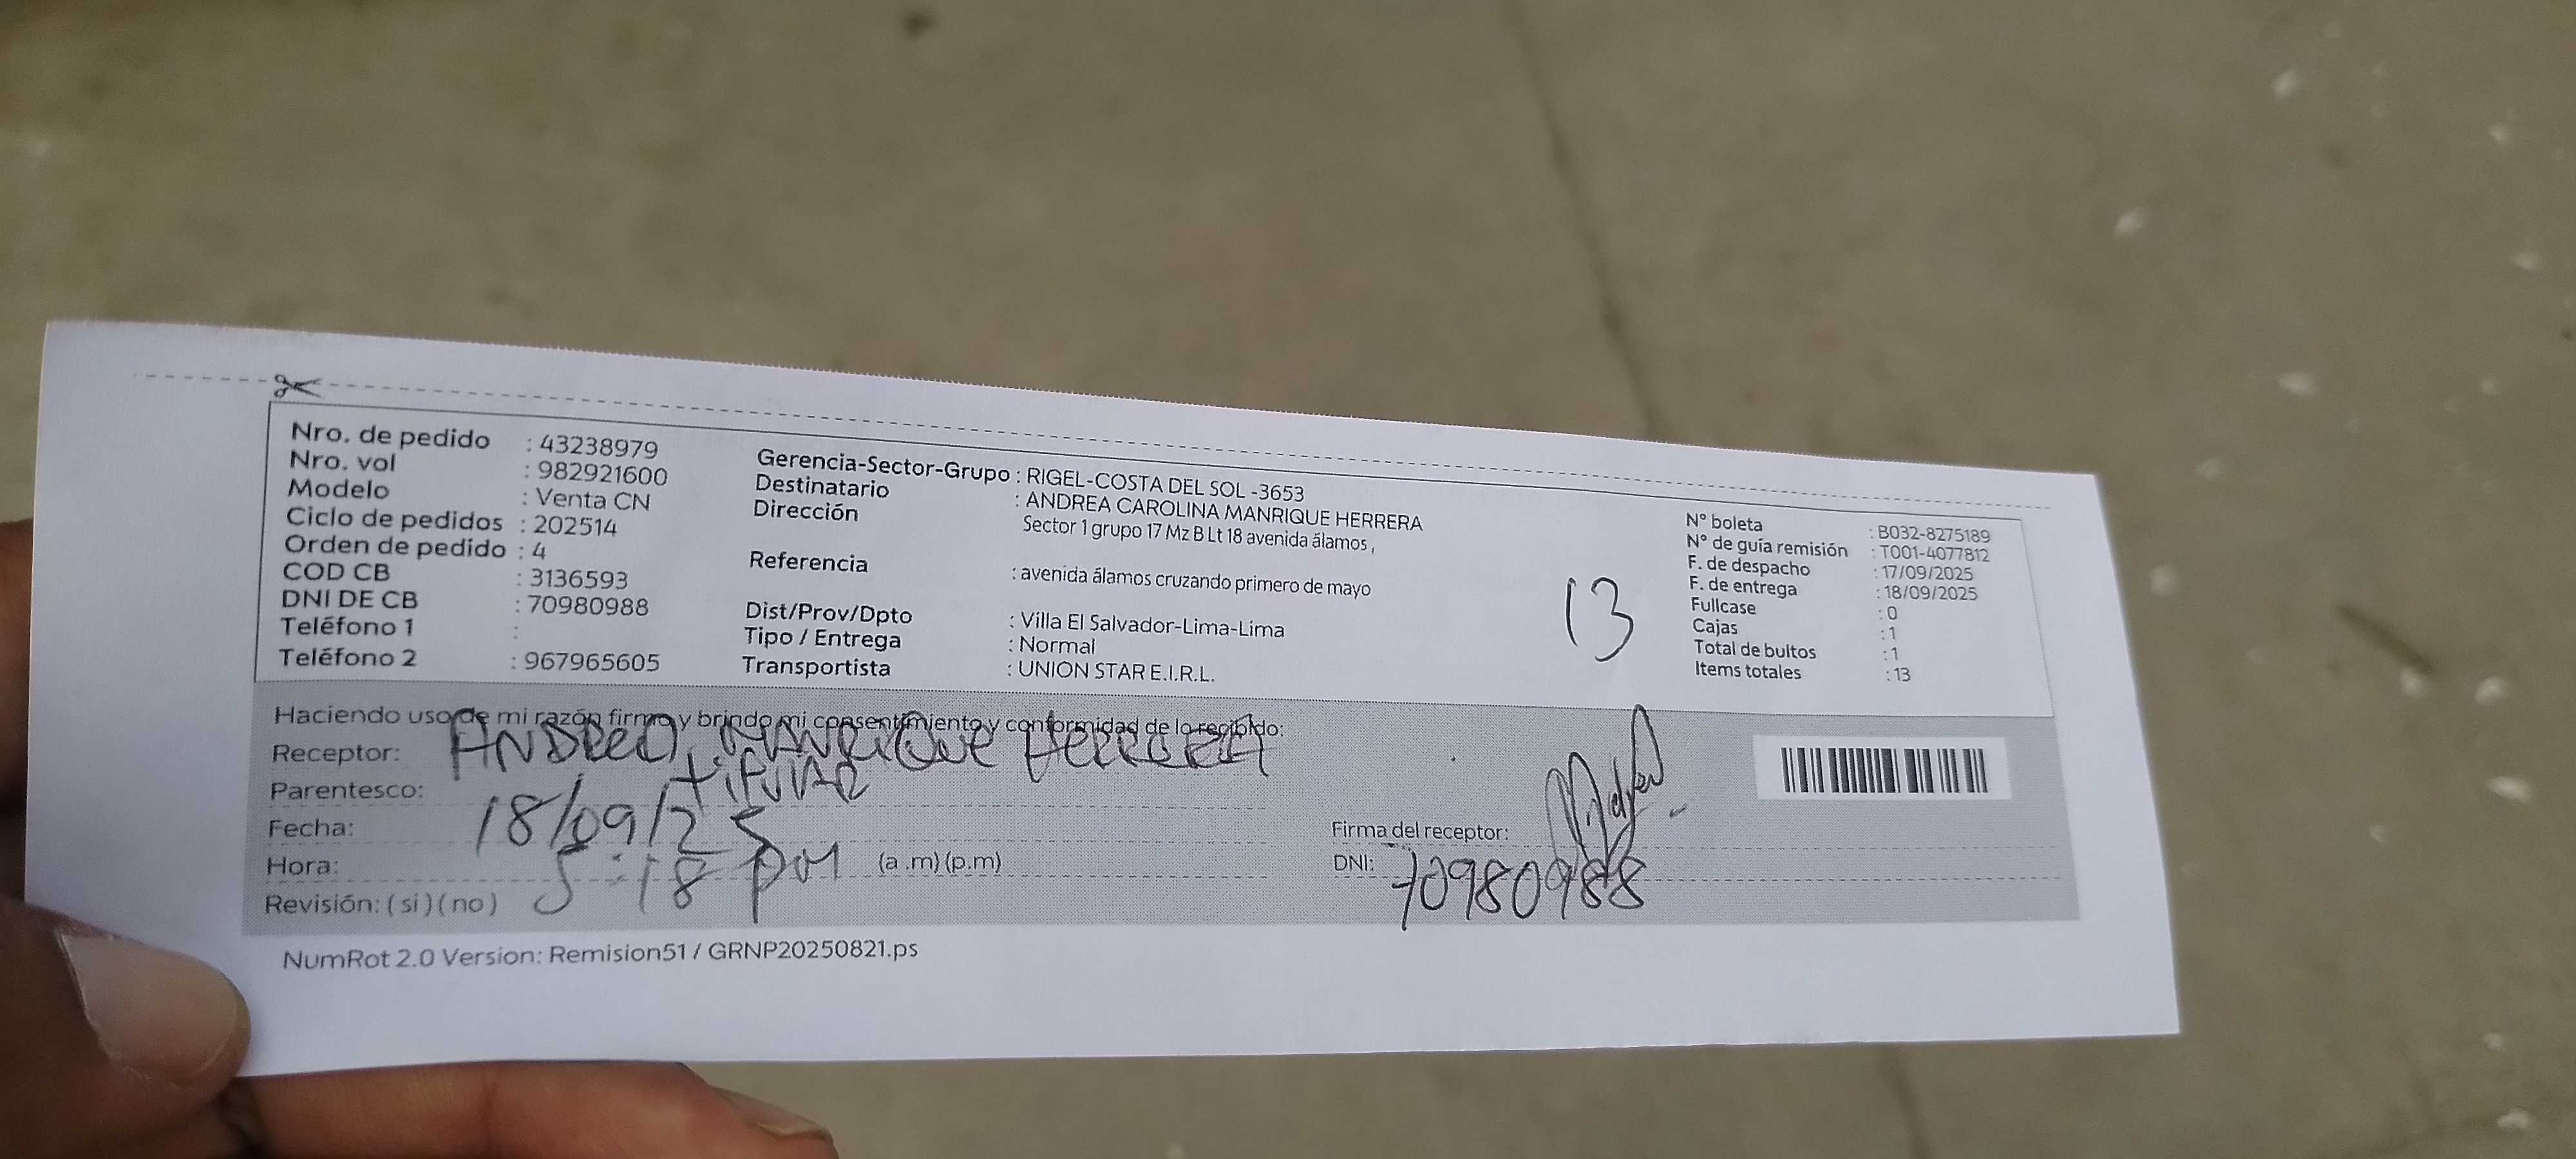 Nro. de pedido : 43238979
Nro. vol : 982921600
Modelo : Venta CN
Ciclo de pedidos : 202514
Orden de pedido : 4
COD CB : 3136593
DNI DE CB : 70980988
Teléfono 1 :
Teléfono 2 : 967965605
Gerencia-Sector-Grupo : RIGEL-COSTA DEL SOL -3653
Destinatario : ANDREA CAROLINA MANRIQUE HERRERA
Dirección Sector 1 grupo 17 Mz B Lt 18 avenida álamos ,
Referencia : avenida álamos cruzando primero de mayo
Dist/Prov/Dpto : Villa El Salvador-Lima-Lima
Tipo / Entrega : Normal
Transportista : UNION STAR E.I.R.L.
13
N° boleta : B032-8275189
N° de guía remisión : T001-4077812
F. de despacho : 17/09/2025
F. de entrega : 18/09/2025
Fullcase : 0
Cajas : 1
Total de bultos : 1
Items totales : 13
Haciendo uso de mi razón firmo y brindo mi consentimiento y conformidad de lo recibido:
Receptor: ANDREA MANRIQUE HERRERA
Parentesco: titular
Fecha: 18/09/25
Hora: 5:18 pm (a .m) (p.m)
Revisión: ( si ) ( no )
Firma del receptor:
DNI: 70980988
NumRot 2.0 Version: Remision51 / GRNP20250821.ps